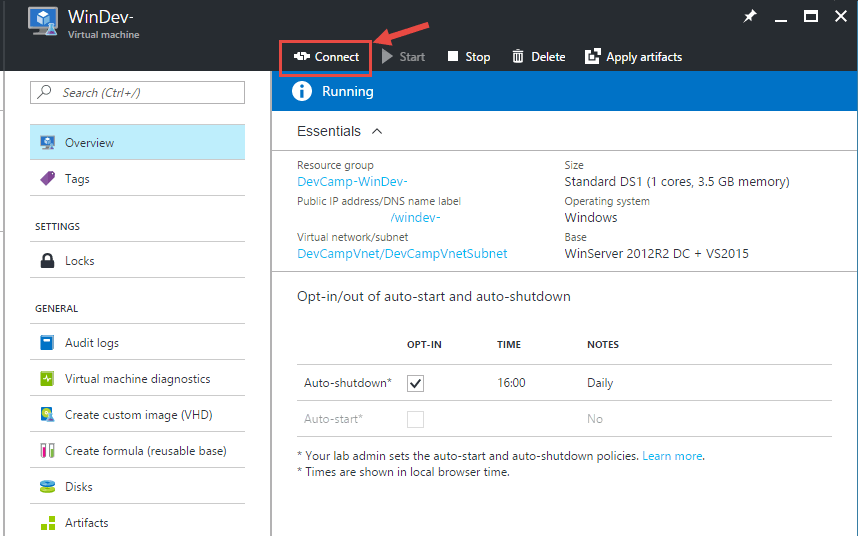 WinDev-
Virtual machine
Connect
Start
Stop
Delete
Apply artifacts
Search (Ctrl+/)
Overview
Tags
SETTINGS
Locks
GENERAL
Audit logs
Virtual machine diagnostics
Create custom image (VHD)
Create formula (reusable base)
Disks
Artifacts
Running
Essentials
Resource group
DevCamp-WinDev-
Public IP address/DNS name label
/windev-
Virtual network/subnet
DevCampVnet/DevCampVnetSubnet
Size
Standard DS1 (1 cores, 3.5 GB memory)
Operating system
Windows
Base
WinServer 2012R2 DC + VS2015
Opt-in/out of auto-start and auto-shutdown
OPT-IN TIME NOTES
Auto-shutdown* 16:00 Daily
Auto-start* No
* Your lab admin sets the auto-start and auto-shutdown policies. Learn more.
* Times are shown in local browser time.